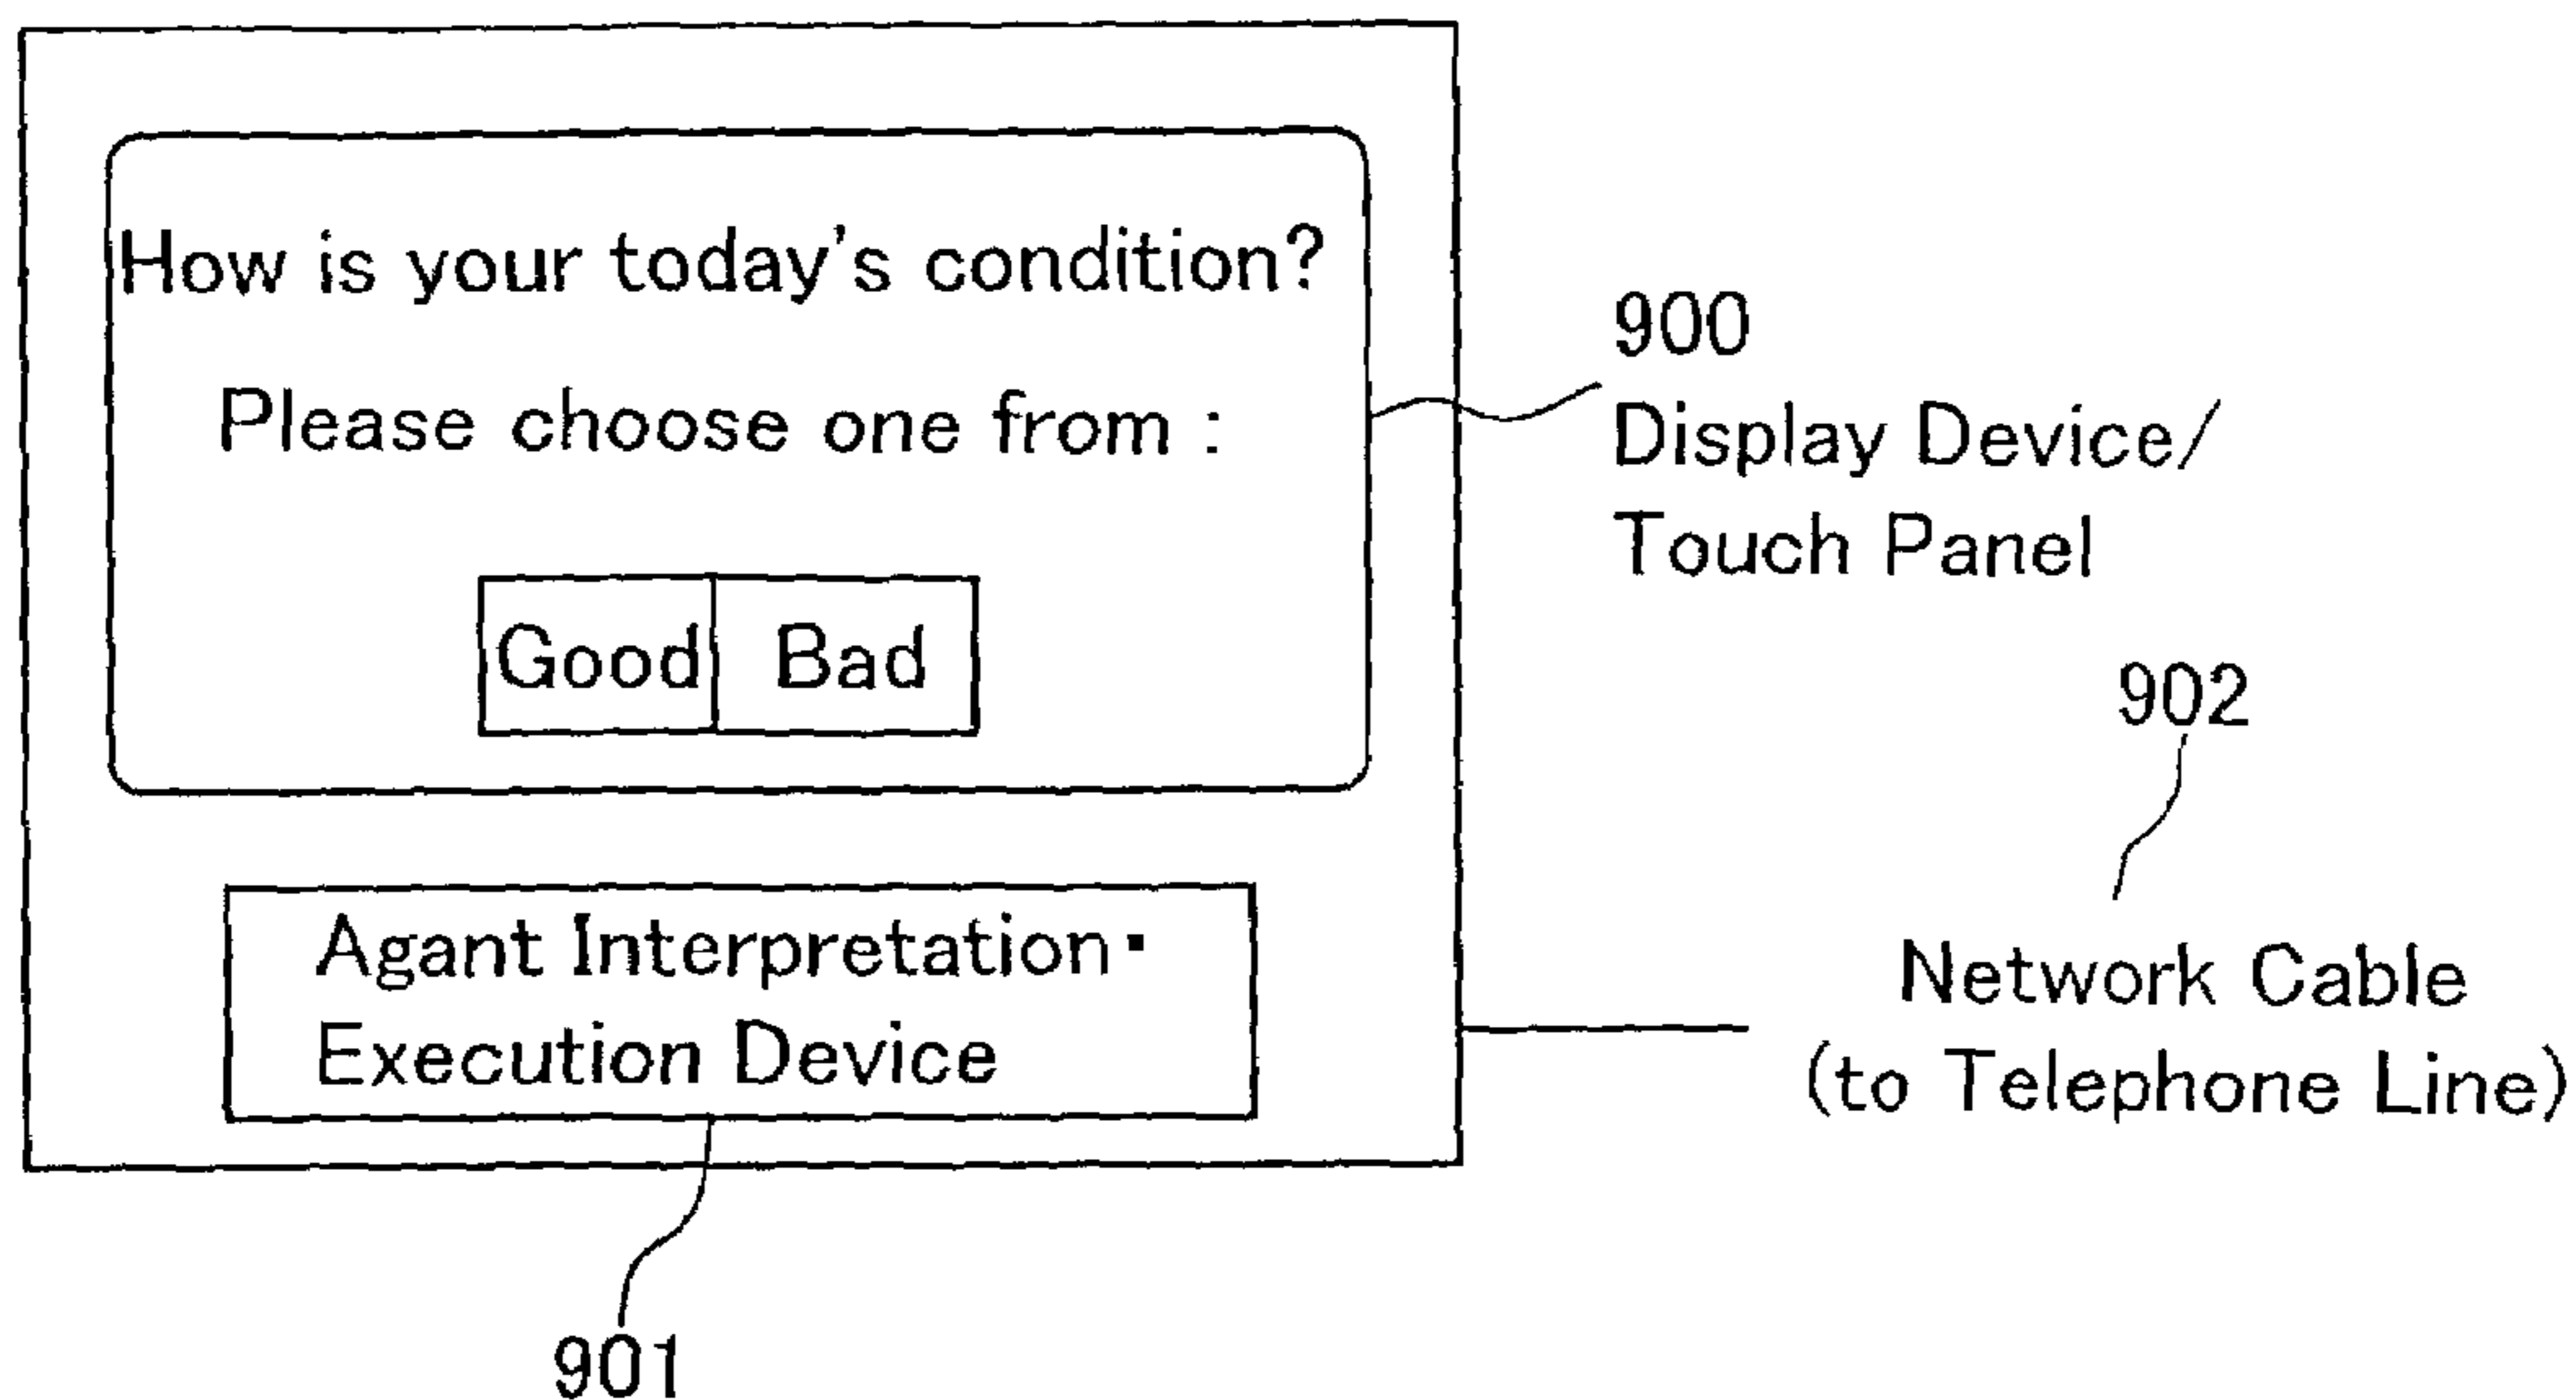 How is your today's condition?
Please choose one from :
Good Bad
900
Display Device/
Touch Panel
902
Network Cable
(to Telephone Line)
Agant Interpretation▪
Execution Device
901